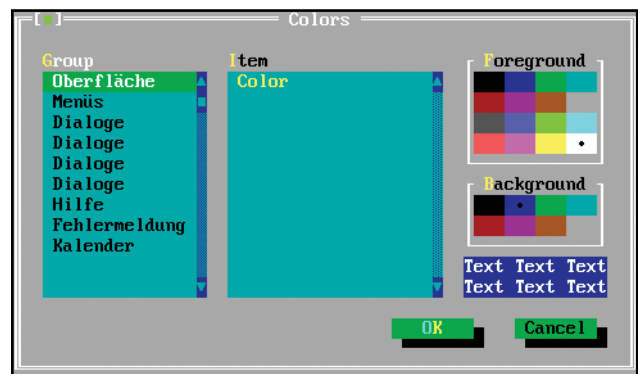 Colors
Group
Oberfläche
Menüs
Dialoge
Dialoge
Dialoge
Dialoge
Hilfe
Fehlermeldung
Kalender
Item
Color
Foreground
Background
Text Text Text
Text Text Text
OK
Cancel